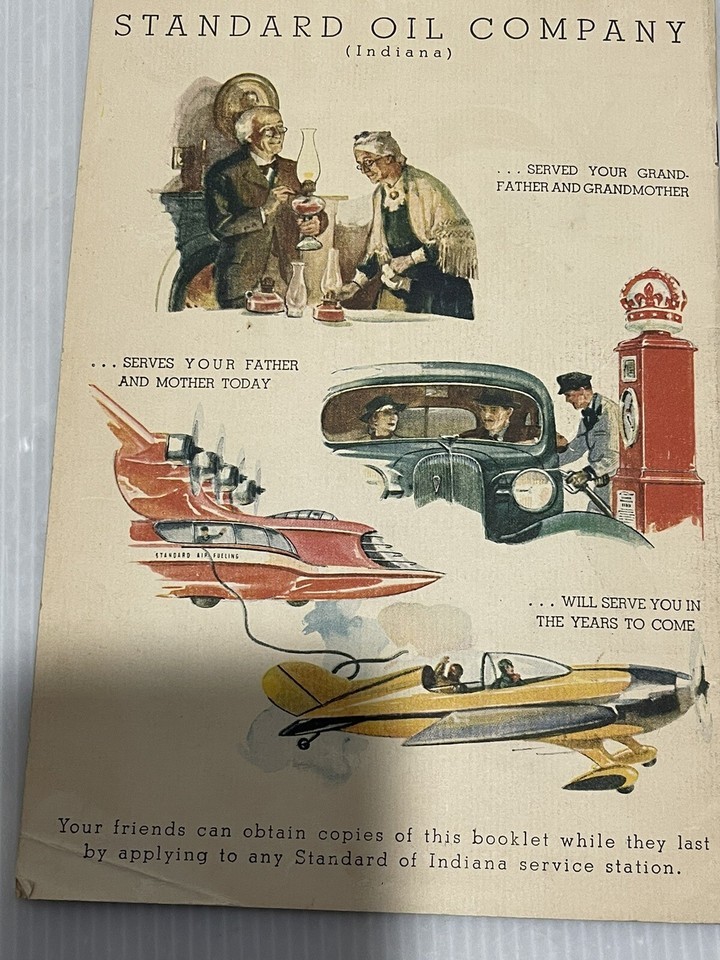 STANDARD OIL COMPANY
(Indiana)
. . . SERVED YOUR GRAND-
FATHER AND GRANDMOTHER
. . . SERVES YOUR FATHER
AND MOTHER TODAY
STANDARD AIR FUELING
. . . WILL SERVE YOU IN
THE YEARS TO COME
Your friends can obtain copies of this booklet while they last
by applying to any Standard of Indiana service station.